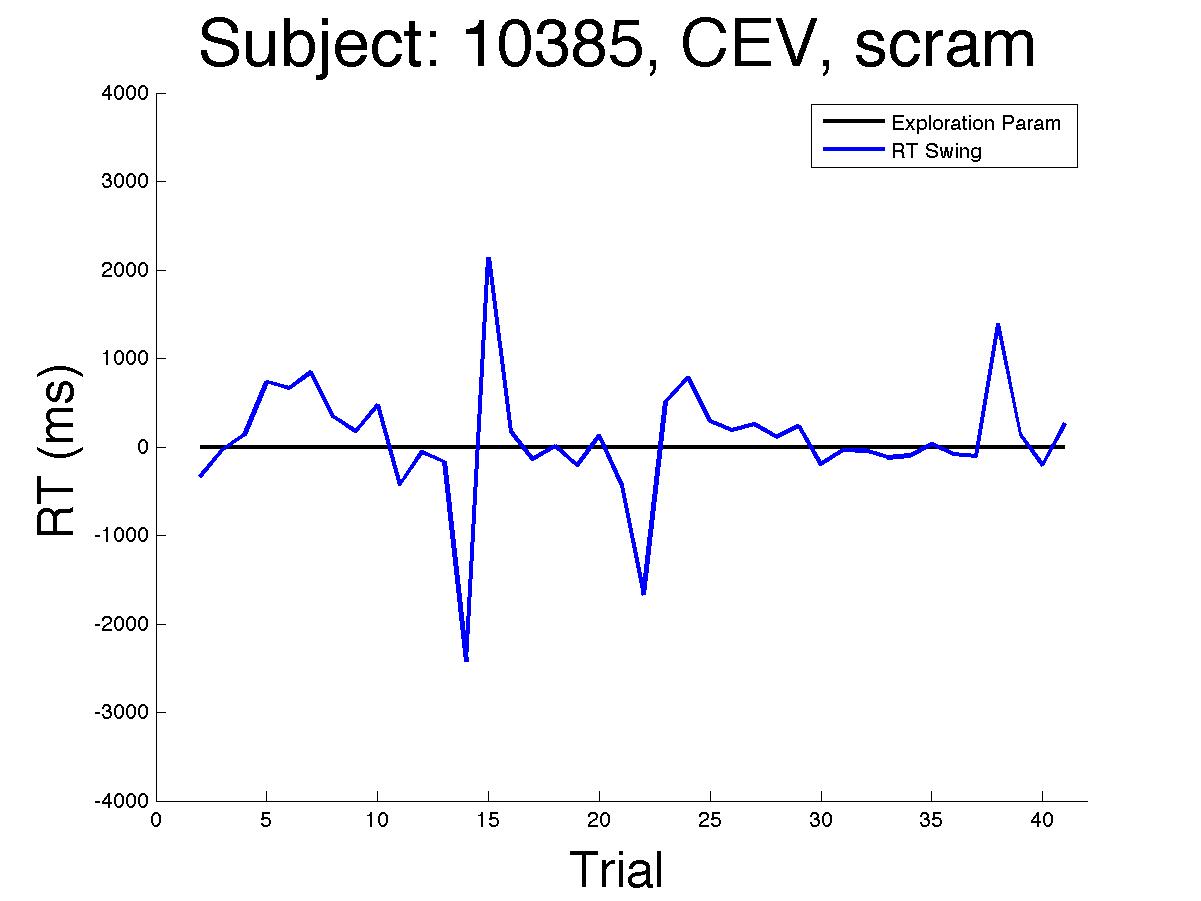 Subject: 10385, CEV, scram
4000
3000
2000
1000
0
-1000
-2000
-3000
-4000
RT (ms)
Exploration Param
RT Swing
0 5 10 15 20 25 30 35 40
Trial